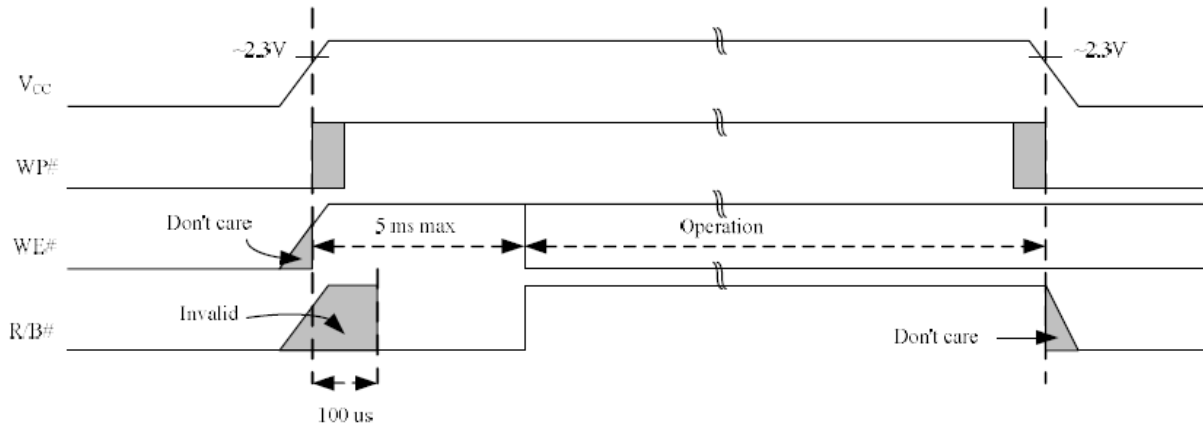 ~2.3V
~2.3V
VCC
WP#
Don't care
5 ms max
Operation
WE#
Invalid
R/B#
Don't care
100 us